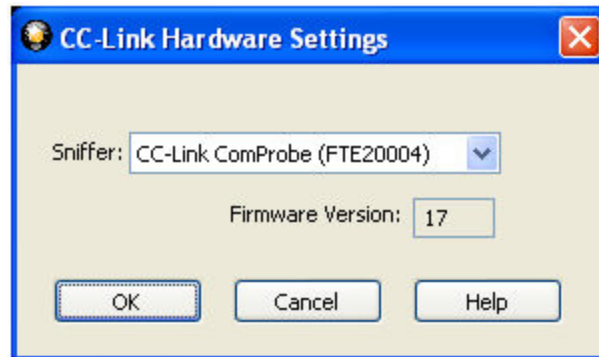 CC-Link Hardware Settings
Sniffer: CC-Link ComProbe (FTE20004)
Firmware Version: 17
OK Cancel Help